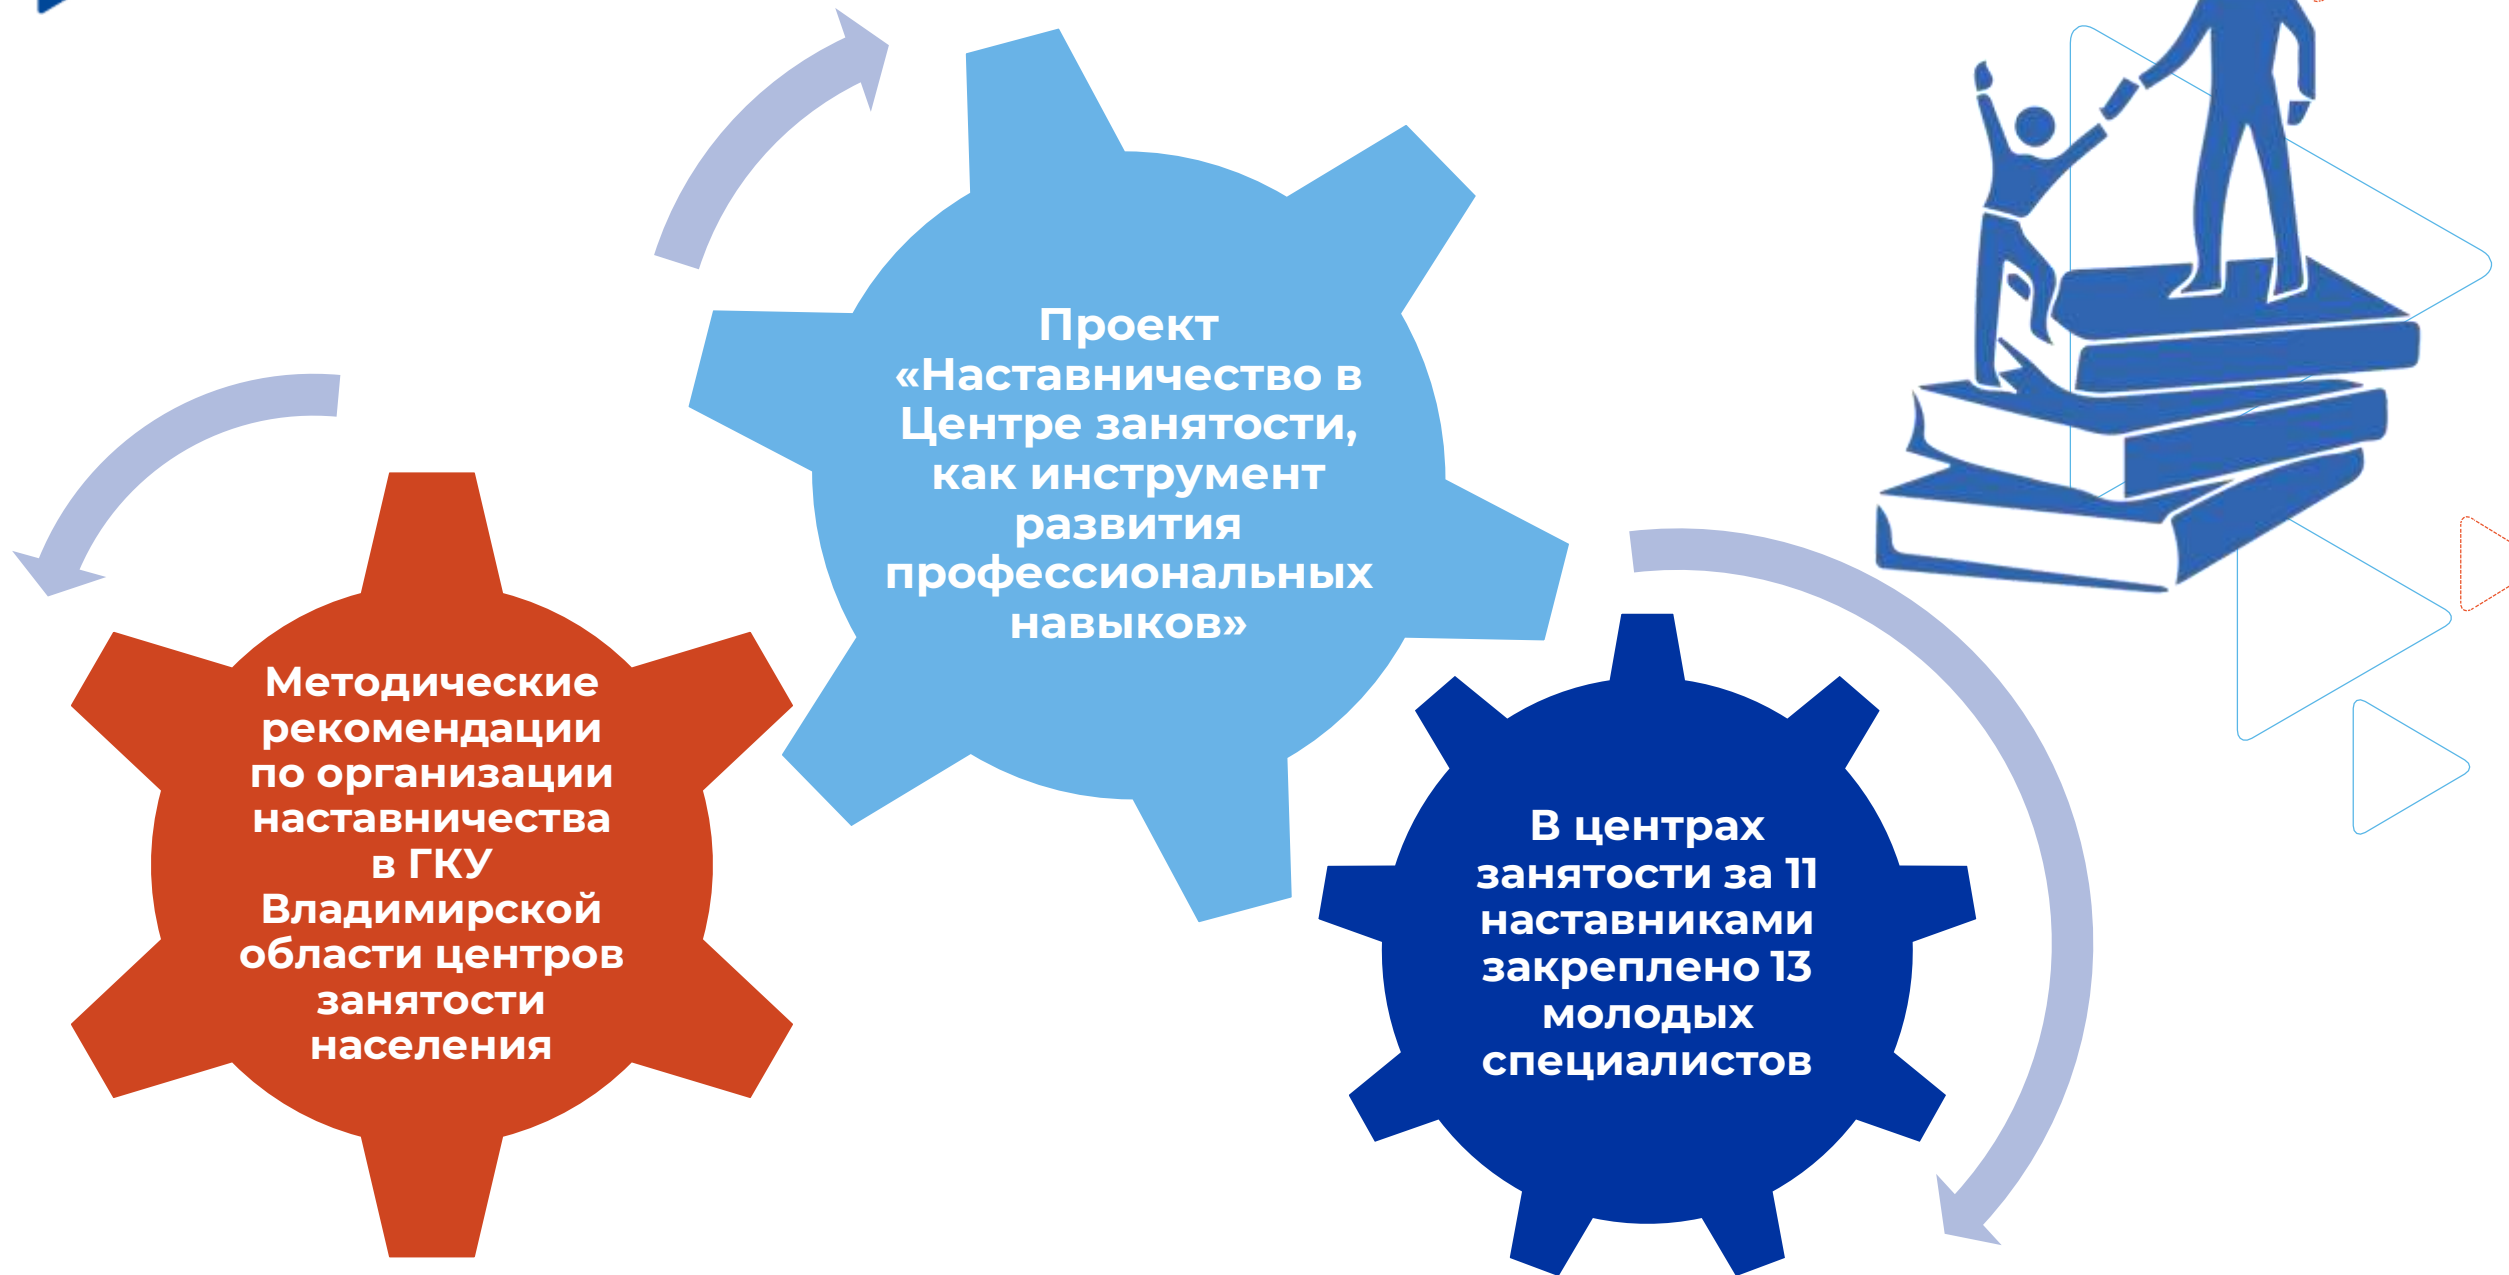 Проект
«Наставничество в
Центре занятости,
как инструмент
развития
профессиональных
навыков»
Методические
рекомендации
по организации
наставничества
в ГКУ
Владимирской
области центров
занятости
населения
В центрах
занятости за 11
наставниками
закреплено 13
молодых
специалистов